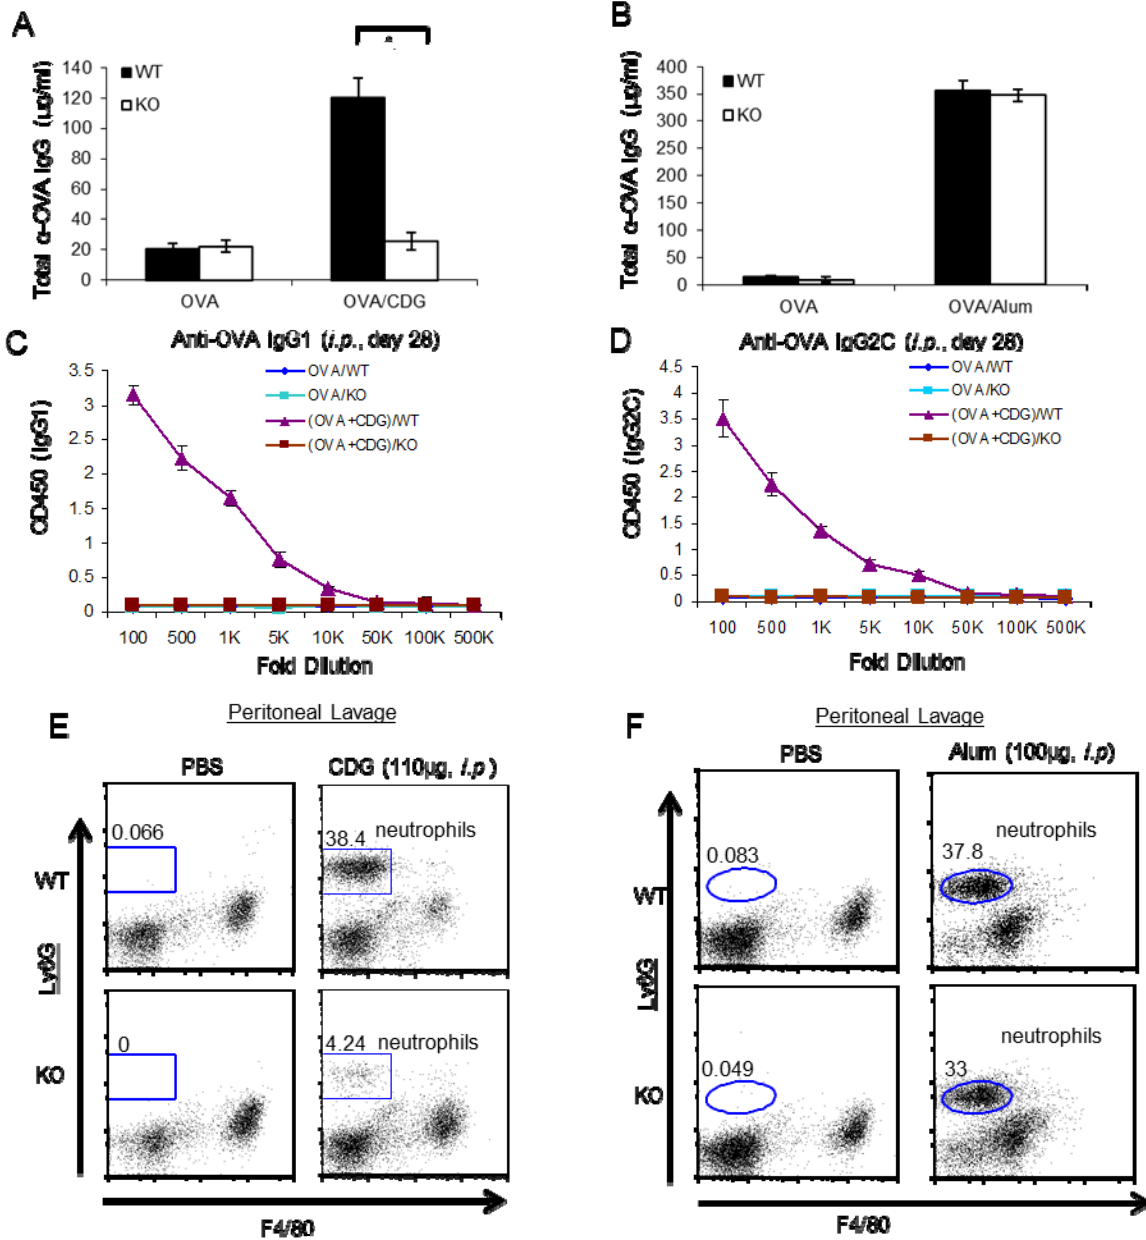 A
*
Total α-OVA IgG (µg/ml)
140
120
100
80
60
40
20
0
WT
KO
OVA
OVA/CDG
B
Total α-OVA IgG (µg/ml)
400
350
300
250
200
150
100
50
0
WT
KO
OVA
OVA/Alum
C
Anti-OVA IgG1 (i.p., day 28)
OD450 (IgG1)
3.5
3
2.5
2
1.5
1
0.5
0
OVA/WT
OVA/KO
(OVA+CDG)/WT
(OVA+CDG)/KO
100 500 1K 5K 10K 50K 100K 500K
Fold Dilution
D
Anti-OVA IgG2C (i.p., day 28)
OD450 (IgG2C)
4.5
4
3.5
3
2.5
2
1.5
1
0.5
0
OVA/WT
OVA/KO
(OVA+CDG)/WT
(OVA+CDG)/KO
100 500 1K 5K 10K 50K 100K 500K
Fold Dilution
E
Peritoneal Lavage
PBS
CDG (110µg, i.p)
WT
0.066
38.4
neutrophils
Ly6G
KO
0
4.24
neutrophils
F4/80
F
Peritoneal Lavage
PBS
Alum (100µg, i.p)
WT
0.083
37.8
neutrophils
Ly6G
KO
0.049
33
neutrophils
F4/80